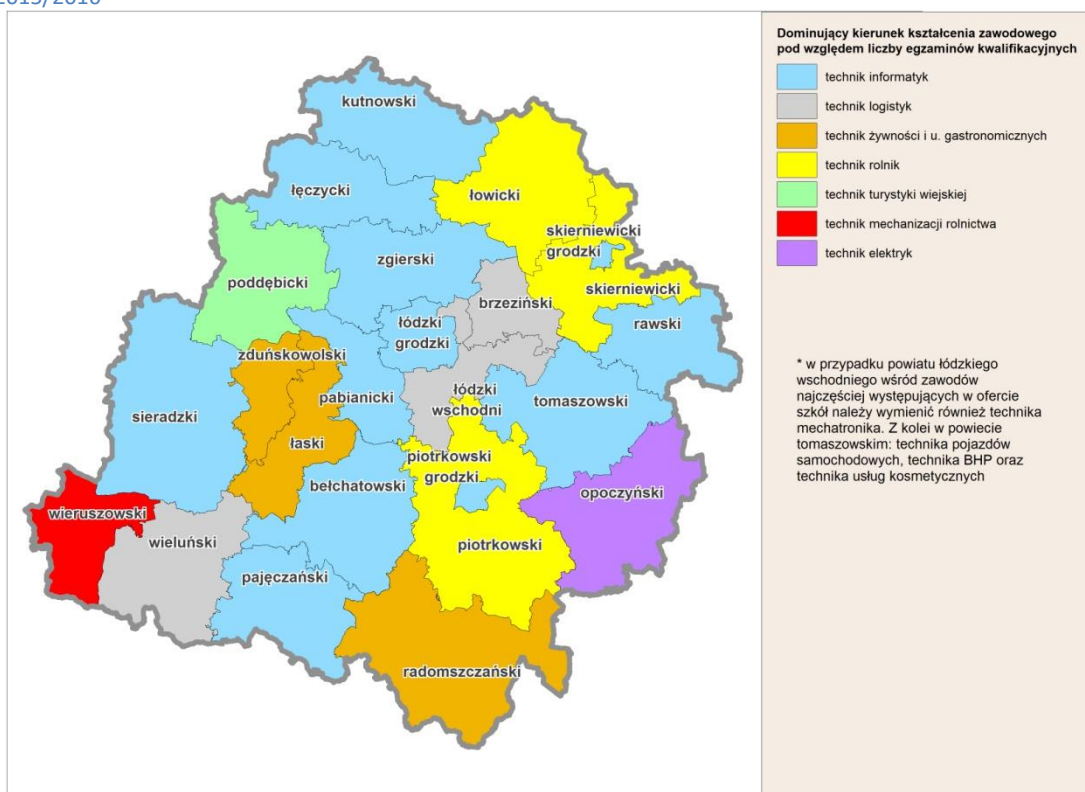 2015/2016
Dominujący kierunek kształcenia zawodowego
pod względem liczby egzaminów kwalifikacyjnych
technik informatyk
technik logistyk
technik żywności i u. gastronomicznych
technik rolnik
technik turystyki wiejskiej
technik mechanizacji rolnictwa
technik elektryk
* w przypadku powiatu łódzkiego
wschodniego wśród zawodów
najczęściej występujących w ofercie
szkół należy wymienić również technika
mechatronika. Z kolei w powiecie
tomaszowskim: technika pojazdów
samochodowych, technika BHP oraz
technika usług kosmetycznych
kutnowski
łęczycki
łowicki
skierniewicki
grodzki
zgierski
poddębicki
skierniewicki
brzeziński
łódzki
grodzki
rawski
zduńskowolski
łódzki
wschodni
pabianicki
tomaszowski
sieradzki
łaski
piotrkowski
grodzki
bełchatowski
opoczyński
wieruszowski
wieluński
piotrkowski
pajęczański
radomszczański